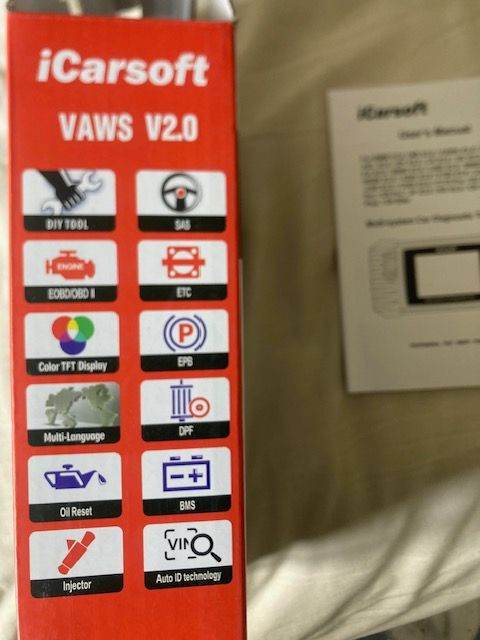 iCarsoft
VAWS V2.0
DIY TOOL
SAS
ENGINE
EOBD/OBD II
ETC
Color TFT Display
P
EPB
Multi-Language
DPF
Oil Reset
- +
BMS
Injector
VIN
Auto ID technology
iCarsoft
User's Manual